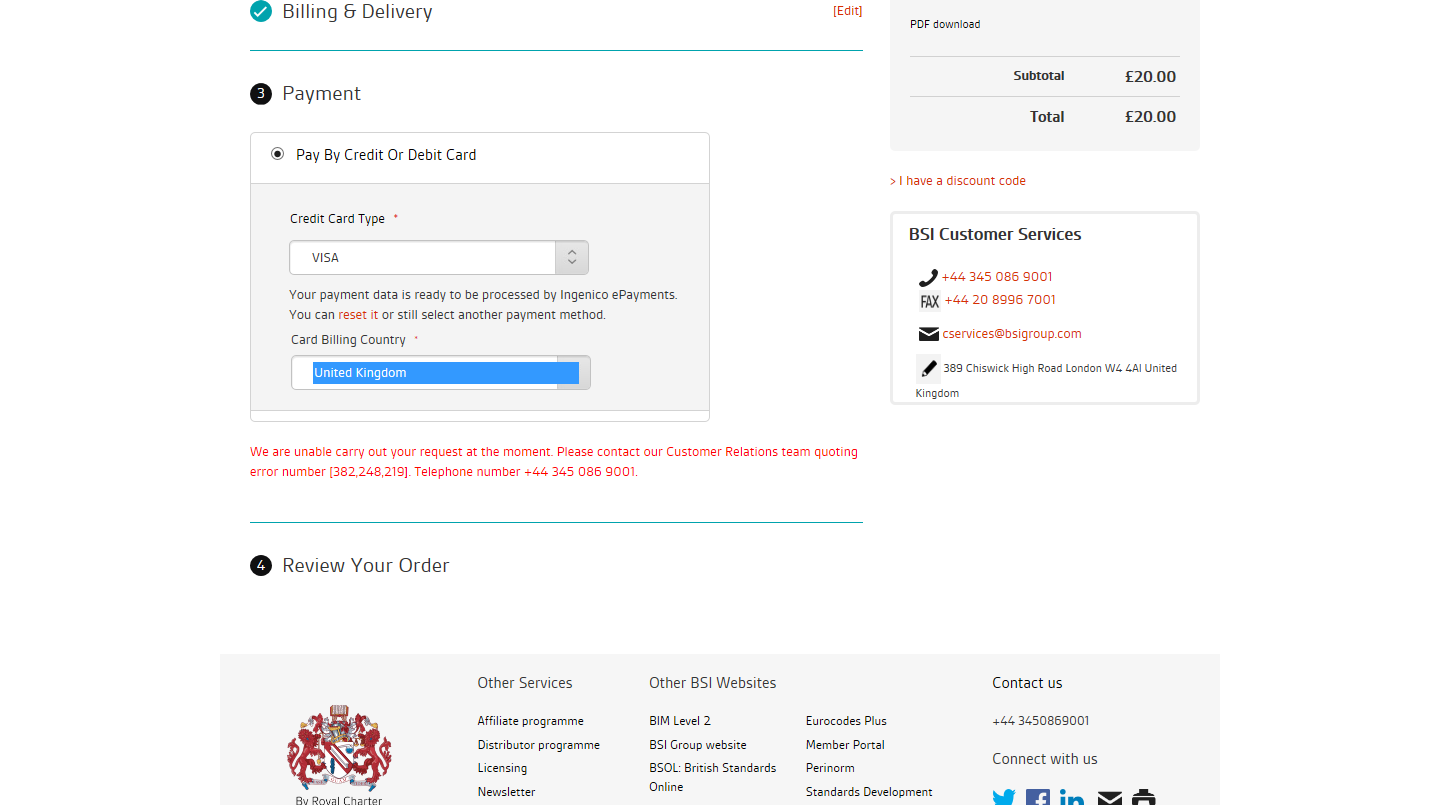 Billing & Delivery
[Edit]
3 Payment
Pay By Credit Or Debit Card
Credit Card Type *
VISA
Your payment data is ready to be processed by Ingenico ePayments.
You can reset it or still select another payment method.
Card Billing Country *
United Kingdom
We are unable carry out your request at the moment. Please contact our Customer Relations team quoting
error number [382,248,219]. Telephone number +44 345 086 9001.
4 Review Your Order
PDF download
Subtotal £20.00
Total £20.00
> I have a discount code
BSI Customer Services
+44 345 086 9001
FAX +44 20 8996 7001
cservices@bsigroup.com
389 Chiswick High Road London W4 4Al United
Kingdom
By Royal Charter
Other Services
Affiliate programme
Distributor programme
Licensing
Newsletter
Other BSI Websites
BIM Level 2
BSI Group website
BSOL: British Standards
Online
Eurocodes Plus
Member Portal
Perinorm
Standards Development
Contact us
+44 3450869001
Connect with us